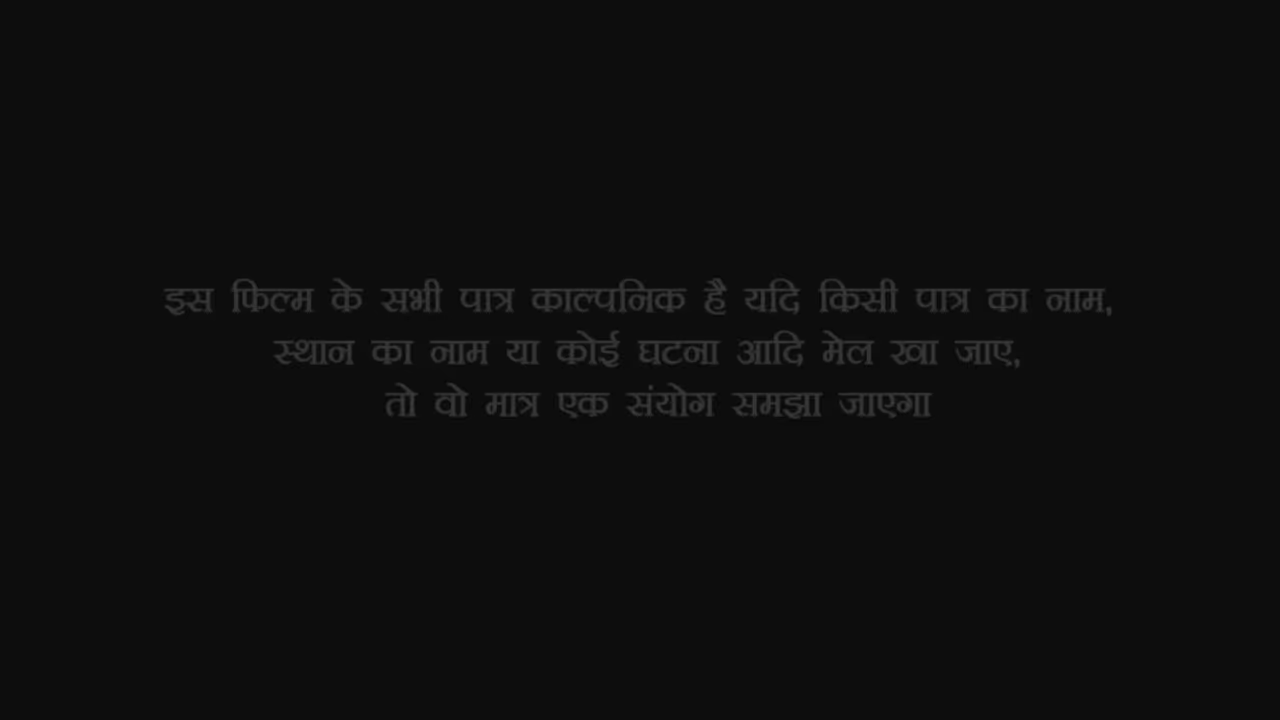 इस फिल्म के सभी पात्र काल्पनिक है यदि किसी पात्र का नाम,
स्थान का नाम या कोई घटना आदि मेल खा जाए,
तो वो मात्र एक संयोग समझा जाएगा